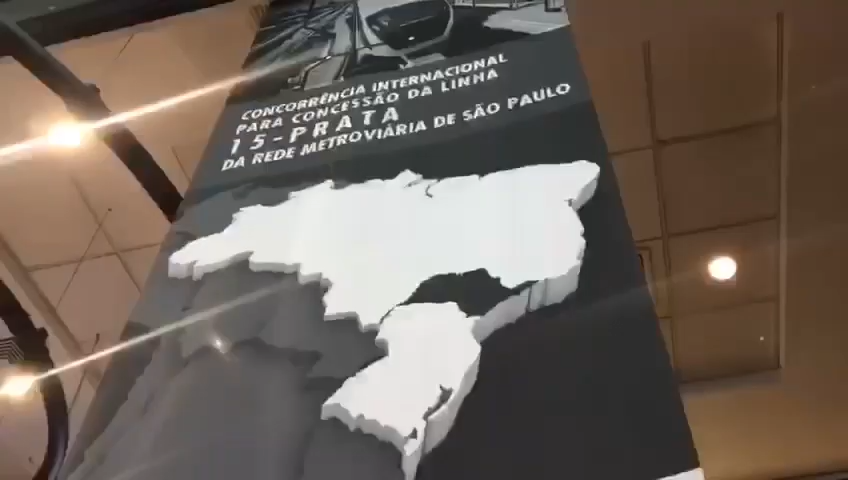 CONCORRÊNCIA INTERNACIONAL
PARA CONCESSÃO DA LINHA
15-PRATA
DA REDE METROVIÁRIA DE SÃO PAULO